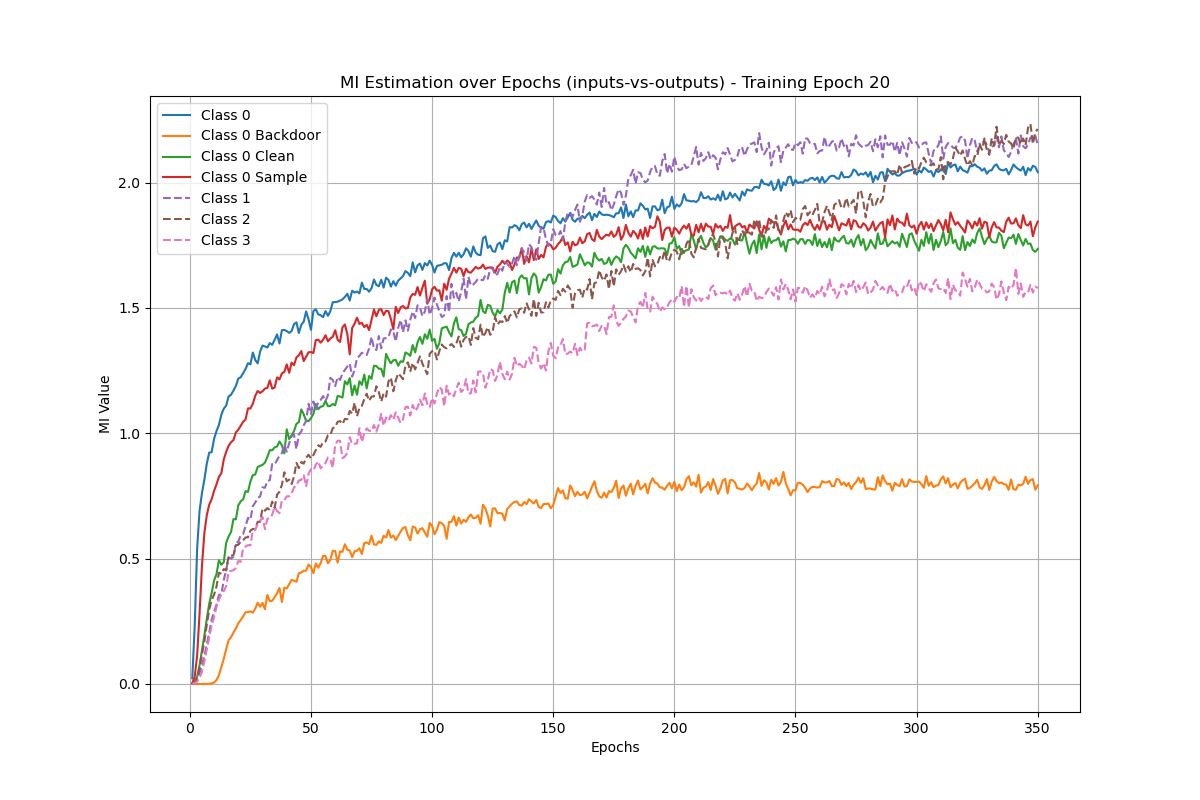 MI Estimation over Epochs (inputs-vs-outputs) - Training Epoch 20
Class 0
Class 0 Backdoor
Class 0 Clean
Class 0 Sample
Class 1
Class 2
Class 3
MI Value
2.0
1.5
1.0
0.5
0.0
0 50 100 150 200 250 300 350
Epochs